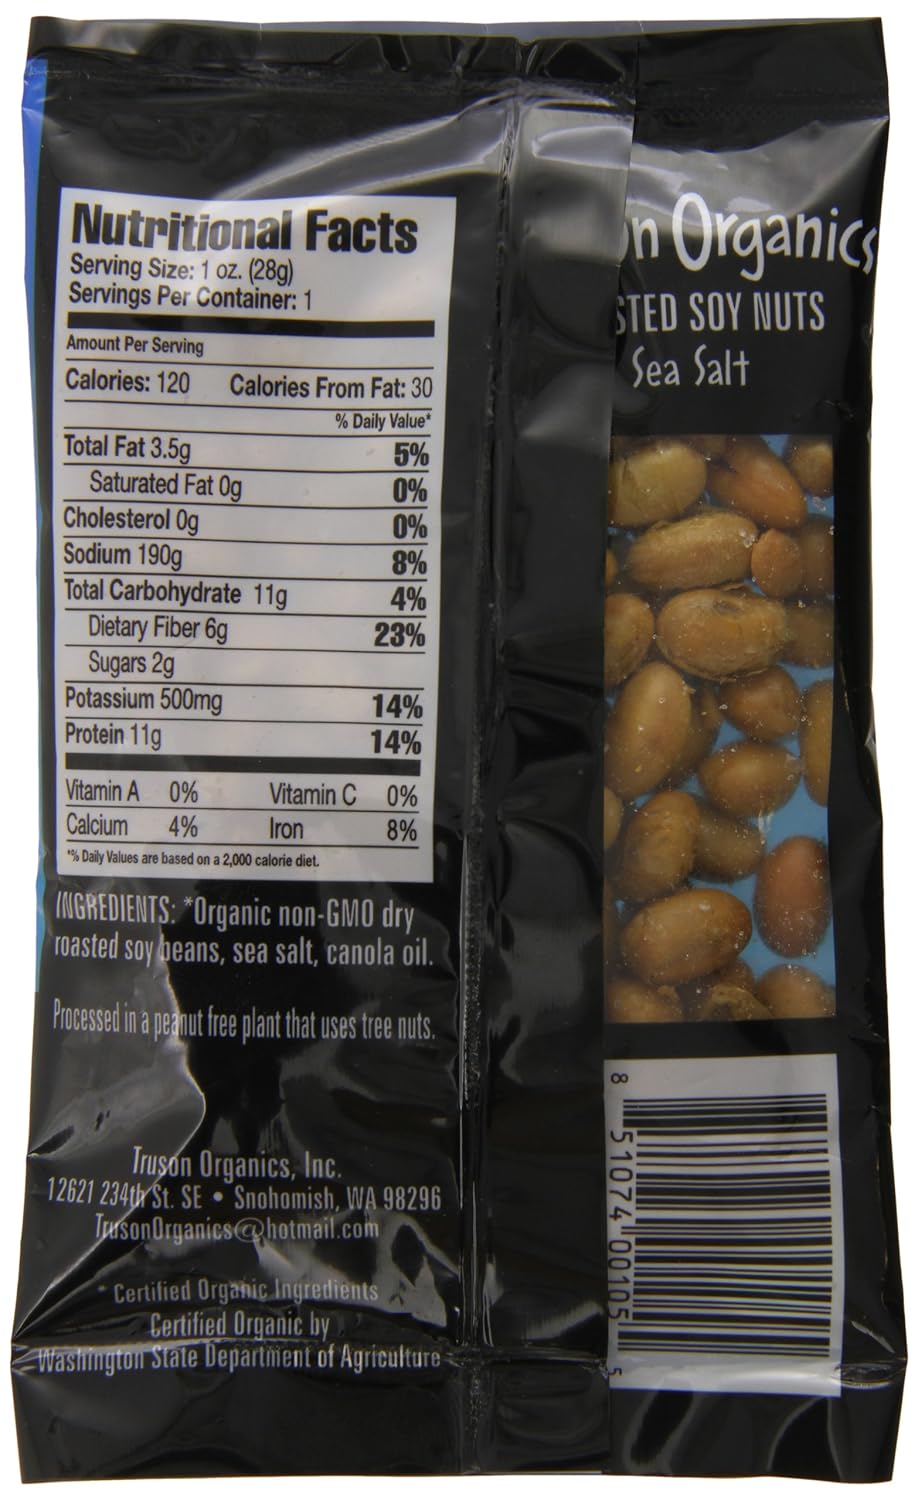 Nutritional Facts
Serving Size: 1 oz. (28g)
Servings Per Container: 1
Amount Per Serving
Calories: 120 Calories From Fat: 30
% Daily Value*
Total Fat 3.5g 5%
Saturated Fat 0g 0%
Cholesterol 0g 0%
Sodium 190g 8%
Total Carbohydrate 11g 4%
Dietary Fiber 6g 23%
Sugars 2g
Potassium 500mg 14%
Protein 11g 14%
Vitamin A 0% Vitamin C 0%
Calcium 4% Iron 8%
*% Daily Values are based on a 2,000 calorie diet.
INGREDIENTS: *Organic non-GMO dry
roasted soy beans, sea salt, canola oil.
Processed in a peanut free plant that uses tree nuts.
Truson Organics, Inc.
12621 234th St. SE • Snohomish, WA 98296
TrusonOrganics@hotmail.com
* Certified Organic Ingredients
Certified Organic by
Washington State Department of Agriculture
on Organics
STED SOY NUTS
Sea Salt
8 51074 00105 5